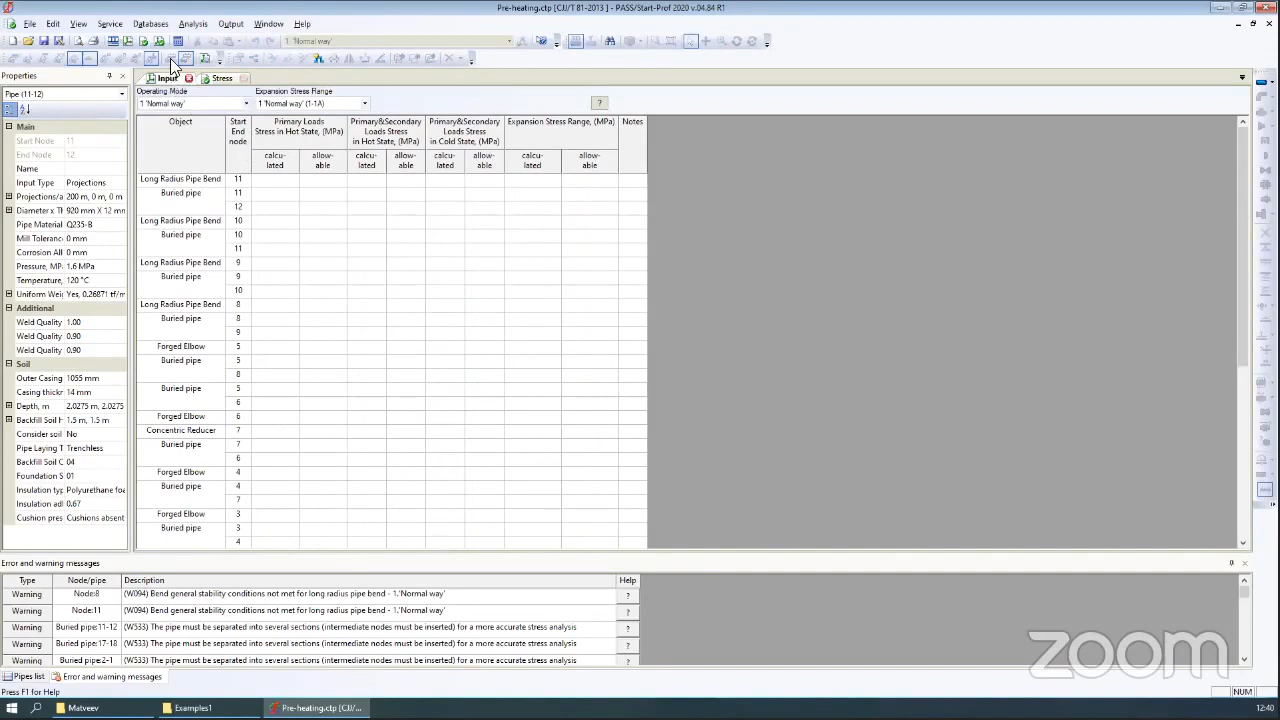 Pre-heating.ctp [CJJ/T 81-2013 ] - PASS/Start-Prof 2020 v.04.84 R1
File Edit View Service Databases Analysis Output Window Help
1 'Normal way'
Properties
Pipe (11-12)
Main
Start Node 11
End Node 12
Name
Input Type Projections
Projections/a 200 m, 0 m, 0 m
Diameter x Th 920 mm X 12 mm
Pipe Material Q235-B
Mill Toleranc 0 mm
Corrosion All 0 mm
Pressure, MP 1.6 MPa
Temperature, 120 °C
Uniform Wei Yes, 0.26871 tf/m
Additional
Weld Quality 1.00
Weld Quality 0.90
Weld Quality 0.90
Soil
Outer Casing 1055 mm
Casing thickn 14 mm
Depth, m 2.0275 m, 2.0275
Backfill Soil H 1.5 m, 1.5 m
Consider soil No
Pipe Laying T Trenchless
Backfill Soil C 04
Foundation S 01
Insulation typ Polyurethane foa
Insulation adl 0.67
Cushion pres Cushions absent
Input Stress
Operating Mode Expansion Stress Range
1 'Normal way' 1 'Normal way' (1-1A) ?
Object Start End node Primary Loads Stress in Hot State, (MPa) Primary&Secondary Loads Stress in Hot State, (MPa) Primary&Secondary Loads Stress in Cold State, (MPa) Expansion Stress Range, (MPa) Notes
calcu-lated allow-able calcu-lated allow-able calcu-lated allow-able calcu-lated allow-able
Long Radius Pipe Bend 11
Buried pipe 11
12
Long Radius Pipe Bend 10
Buried pipe 10
11
Long Radius Pipe Bend 9
Buried pipe 9
10
Long Radius Pipe Bend 8
Buried pipe 8
9
Forged Elbow 5
Buried pipe 5
8
Buried pipe 5
6
Forged Elbow 6
Concentric Reducer 7
Buried pipe 7
6
Forged Elbow 4
Buried pipe 4
7
Forged Elbow 3
Buried pipe 3
4
Error and warning messages
Type Node/pipe Description Help
Warning Node:8 (W094) Bend general stability conditions not met for long radius pipe bend - 1.'Normal way' ?
Warning Node:11 (W094) Bend general stability conditions not met for long radius pipe bend - 1.'Normal way' ?
Warning Buried pipe:11-12 (W533) The pipe must be separated into several sections (intermediate nodes must be inserted) for a more accurate stress analysis ?
Warning Buried pipe:17-18 (W533) The pipe must be separated into several sections (intermediate nodes must be inserted) for a more accurate stress analysis ?
Warning Buried pipe:2-1 (W533) The pipe must be separated into several sections (intermediate nodes must be inserted) for a more accurate stress analysis ?
Pipes list Error and warning messages
Press F1 for Help NUM
Matveev Examples1 Pre-heating.ctp [CJJ/... 12:40
zoom